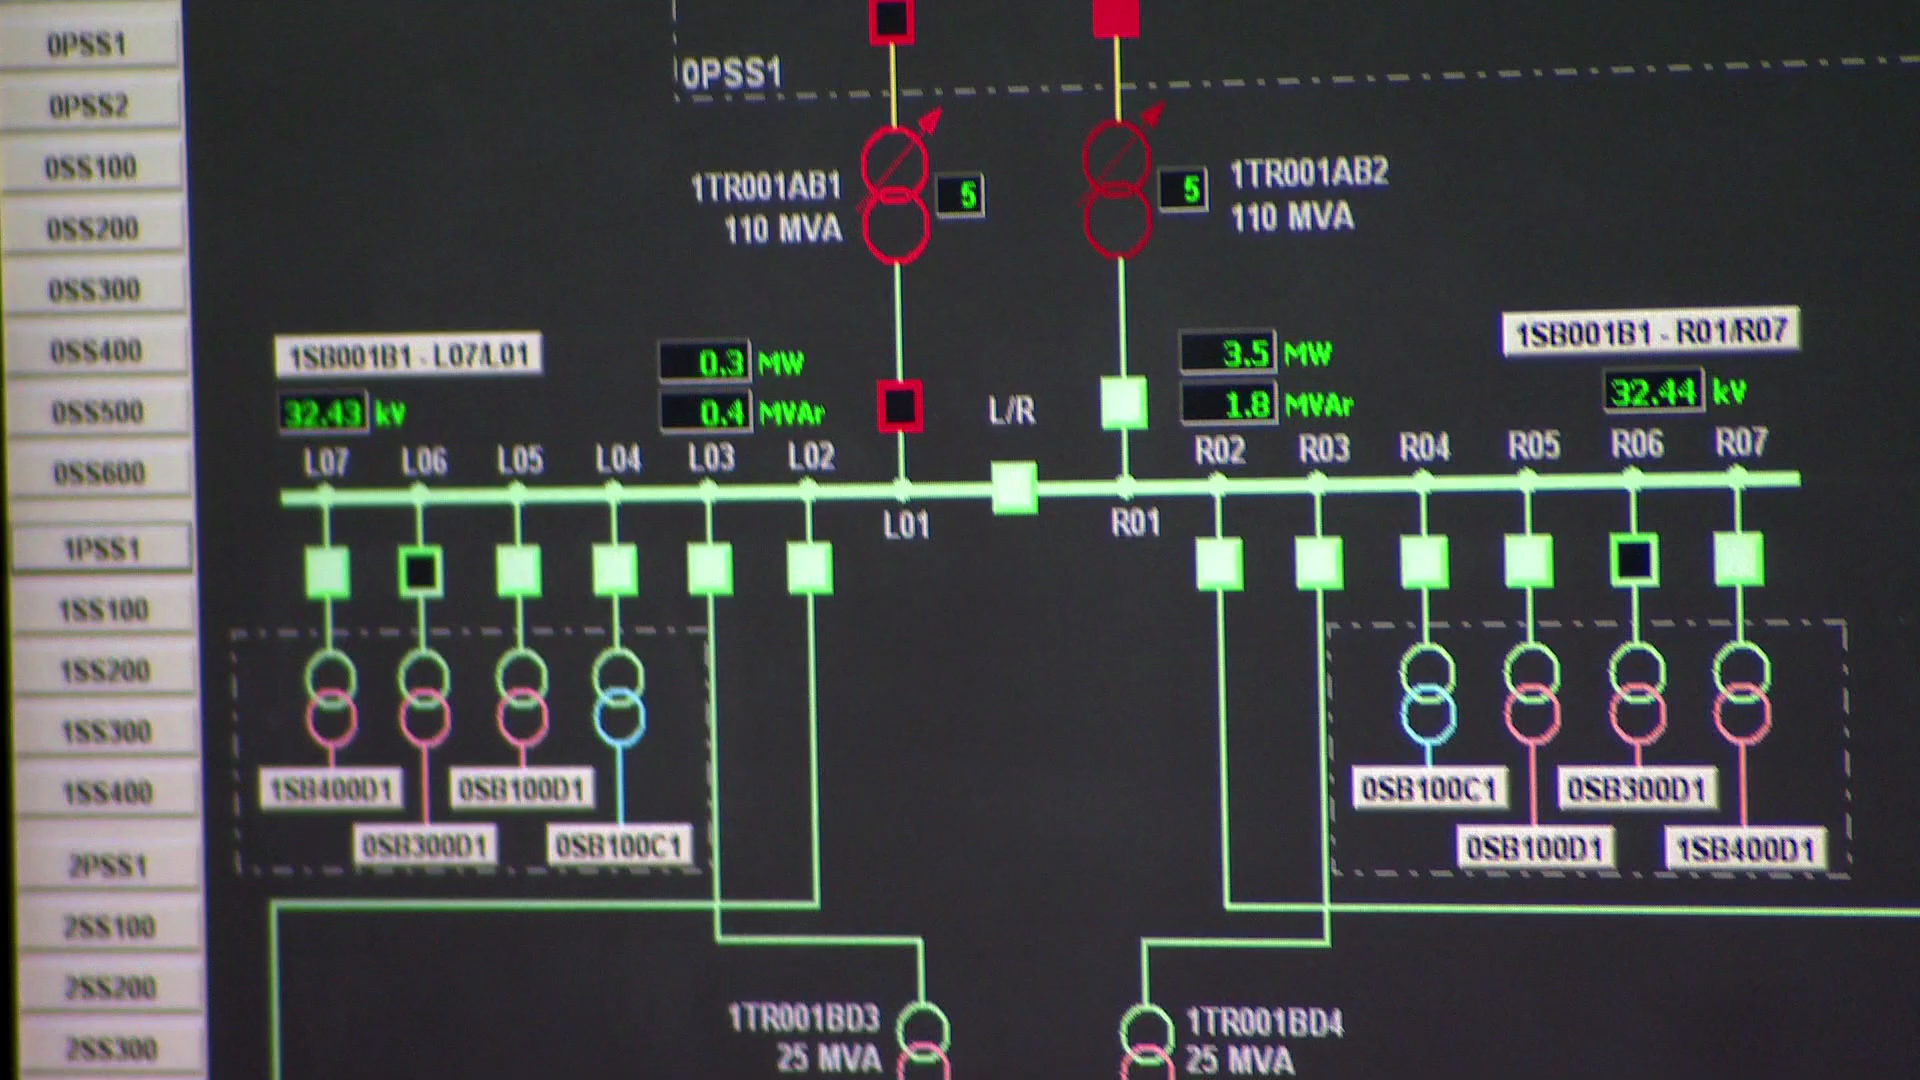 0PSS1
0PSS2
0SS100
0SS200
0SS300
0SS400
0SS500
0SS600
1PSS1
1SS100
1SS200
1SS300
1SS400
2PSS1
2SS100
2SS200
2SS300
0PSS1
1TR001AB1
110 MVA
5
5
1TR001AB2
110 MVA
1SB001B1 - L07/L01
32.43 kV
0.3 MW
0.4 MVAr
L/R
3.5 MW
1.8 MVAr
1SB001B1 - R01/R07
32.44 kV
L07 L06 L05 L04 L03 L02
L01
R01
R02 R03 R04 R05 R06 R07
1SB400D1
0SB100D1
0SB300D1
0SB100C1
0SB100C1
0SB300D1
0SB100D1
1SB400D1
1TR001BD3
25 MVA
1TR001BD4
25 MVA